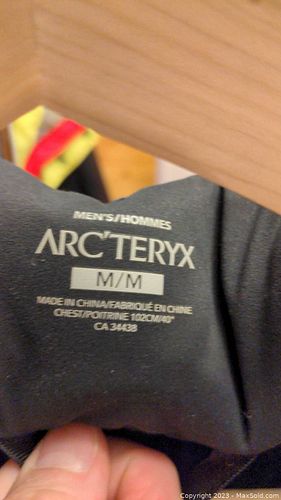 MEN'S/HOMMES
ARC'TERYX
M/M
MADE IN CHINA/FABRIQUÉ EN CHINE
CHEST/POITRINE 102CM/40"
CA 34438
Copyright 2023 - MaxSold.com